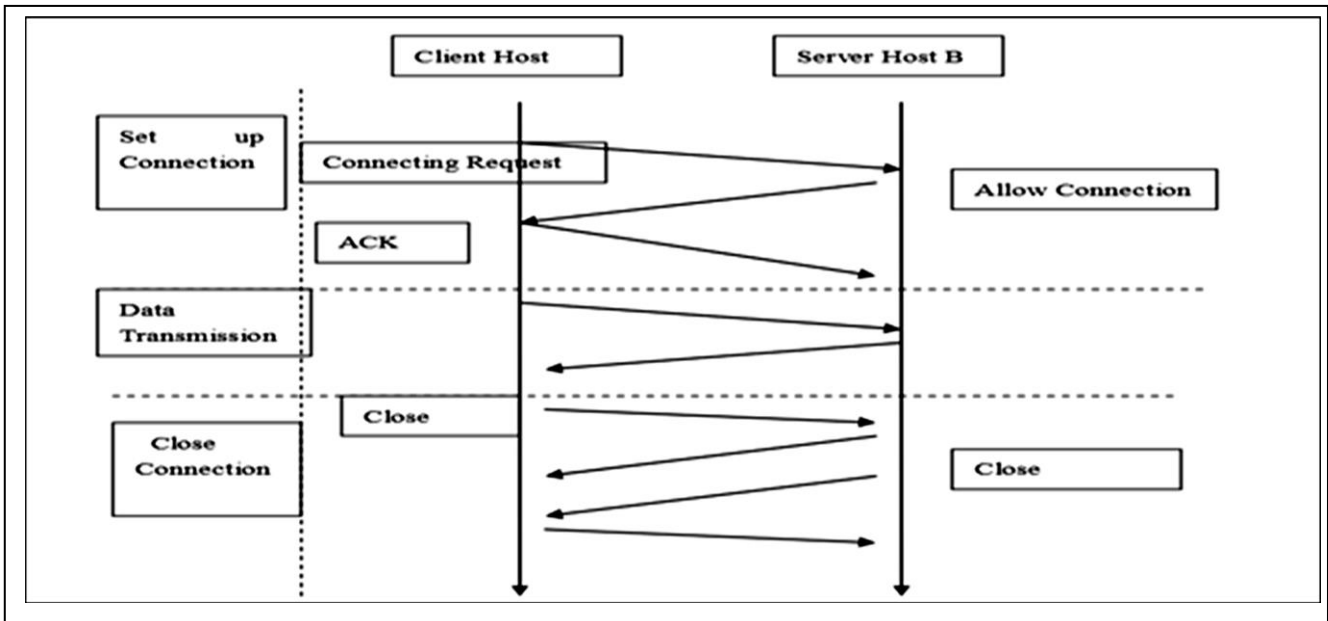 Client Host
Server Host B
Set up
Connection
Connecting Request
Allow Connection
ACK
Data
Transmission
Close
Close
Connection
Close